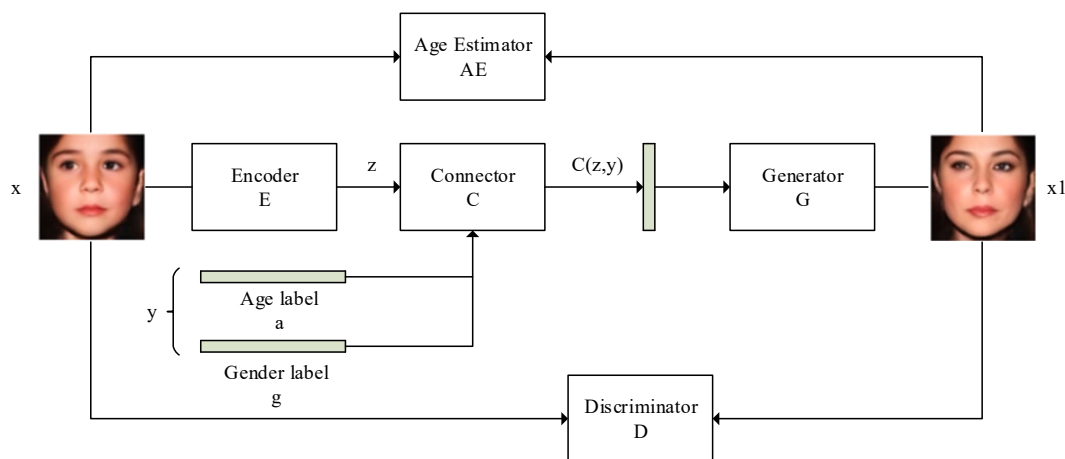 Age Estimator
AE
x
Encoder
E
z
Connector
C
C(z,y)
Generator
G
x1
y
Age label
a
Gender label
g
Discriminator
D